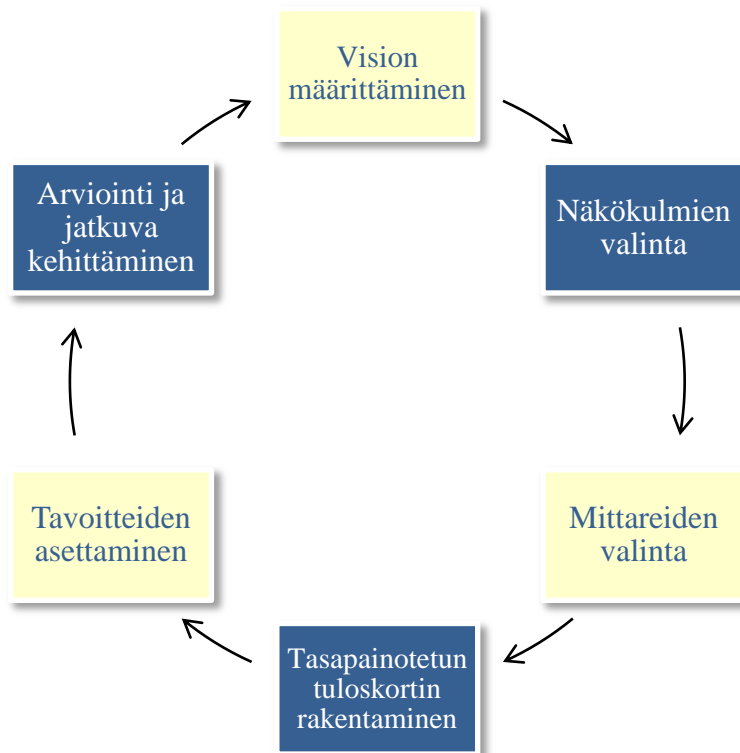 Vision
määrittäminen
Näkökulmien
valinta
Mittareiden
valinta
Tasapainotetun
tuloskortin
rakentaminen
Tavoitteiden
asettaminen
Arviointi ja
jatkuva
kehittäminen